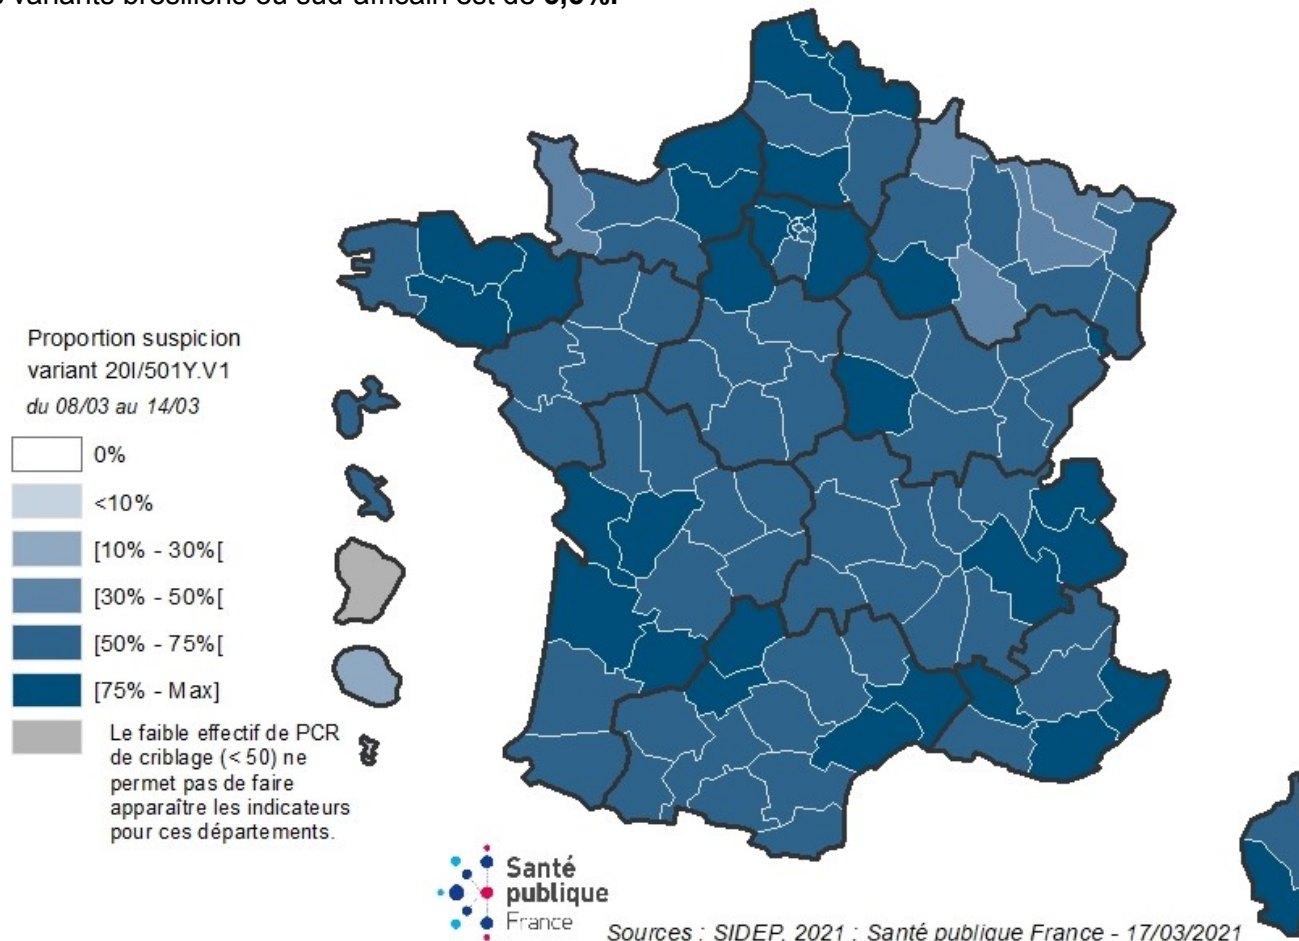 variants brésiliens ou sud-africain est de
Proportion suspicion
variant 20I/501Y.V1
du 08/03 au 14/03
0%
<10%
[10% - 30%[
[30% - 50%[
[50% - 75%[
[75% - Max]
Le faible effectif de PCR
de criblage (< 50) ne
permet pas de faire
apparaître les indicateurs
pour ces départements.
Santé
publique
France
Sources : SIDEP, 2021 ; Santé publique France - 17/03/2021